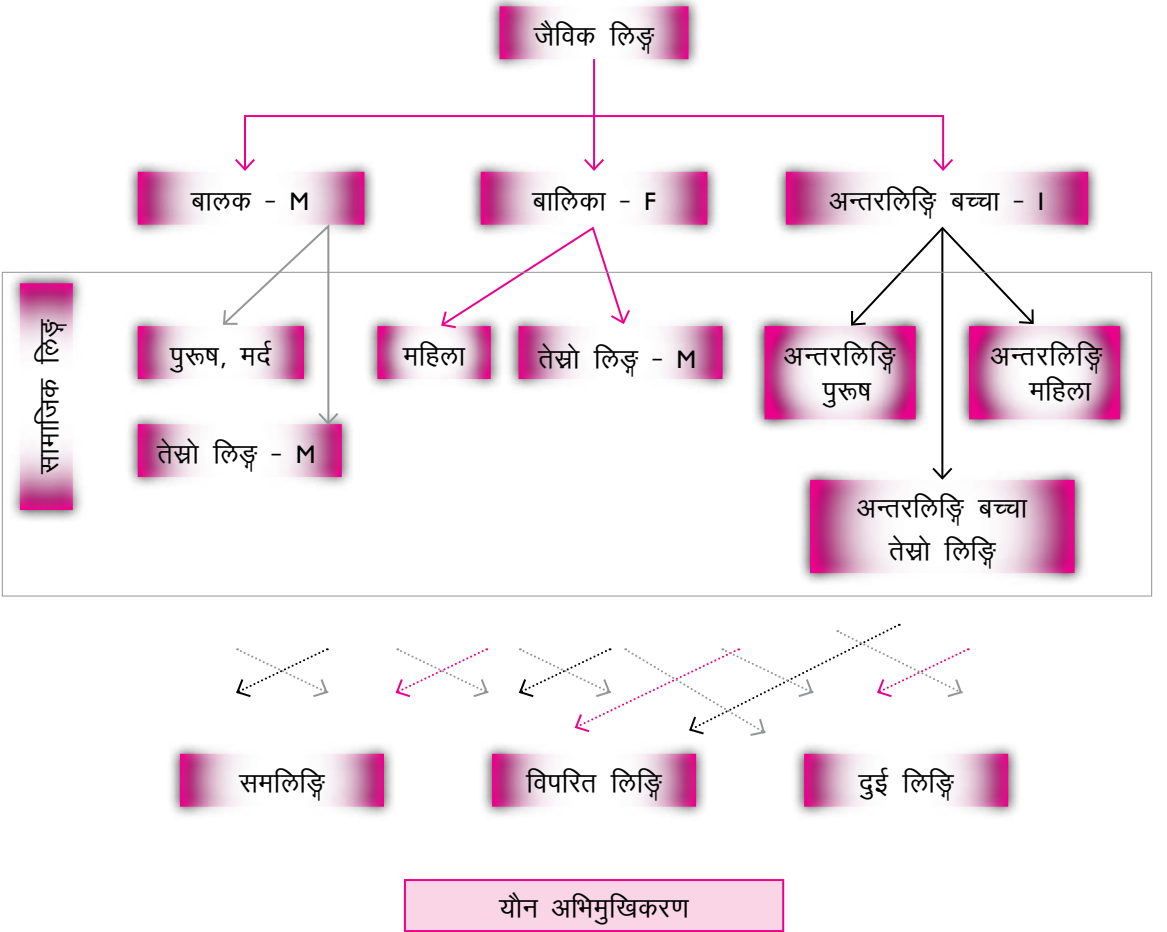 जैविक लिङ्ग
बालक - M
बालिका - F
अन्तरलिङ्गि बच्चा - I
सामाजिक लिङ्ग
पुरूष, मर्द
महिला
तेस्रो लिङ्ग - M
अन्तरलिङ्गि
पुरूष
अन्तरलिङ्गि
महिला
तेस्रो लिङ्ग - M
अन्तरलिङ्गि बच्चा
तेस्रो लिङ्गि
समलिङ्गि
विपरित लिङ्गि
दुई लिङ्गि
यौन अभिमुखिकरण